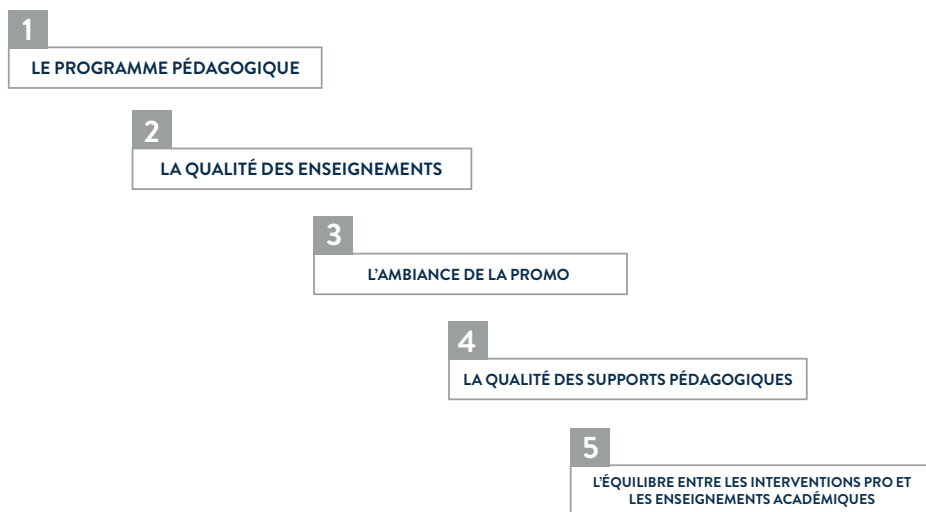 1
LE PROGRAMME PÉDAGOGIQUE
2
LA QUALITÉ DES ENSEIGNEMENTS
3
L'AMBIANCE DE LA PROMO
4
LA QUALITÉ DES SUPPORTS PÉDAGOGIQUES
5
L'ÉQUILIBRE ENTRE LES INTERVENTIONS PRO ET
LES ENSEIGNEMENTS ACADÉMIQUES